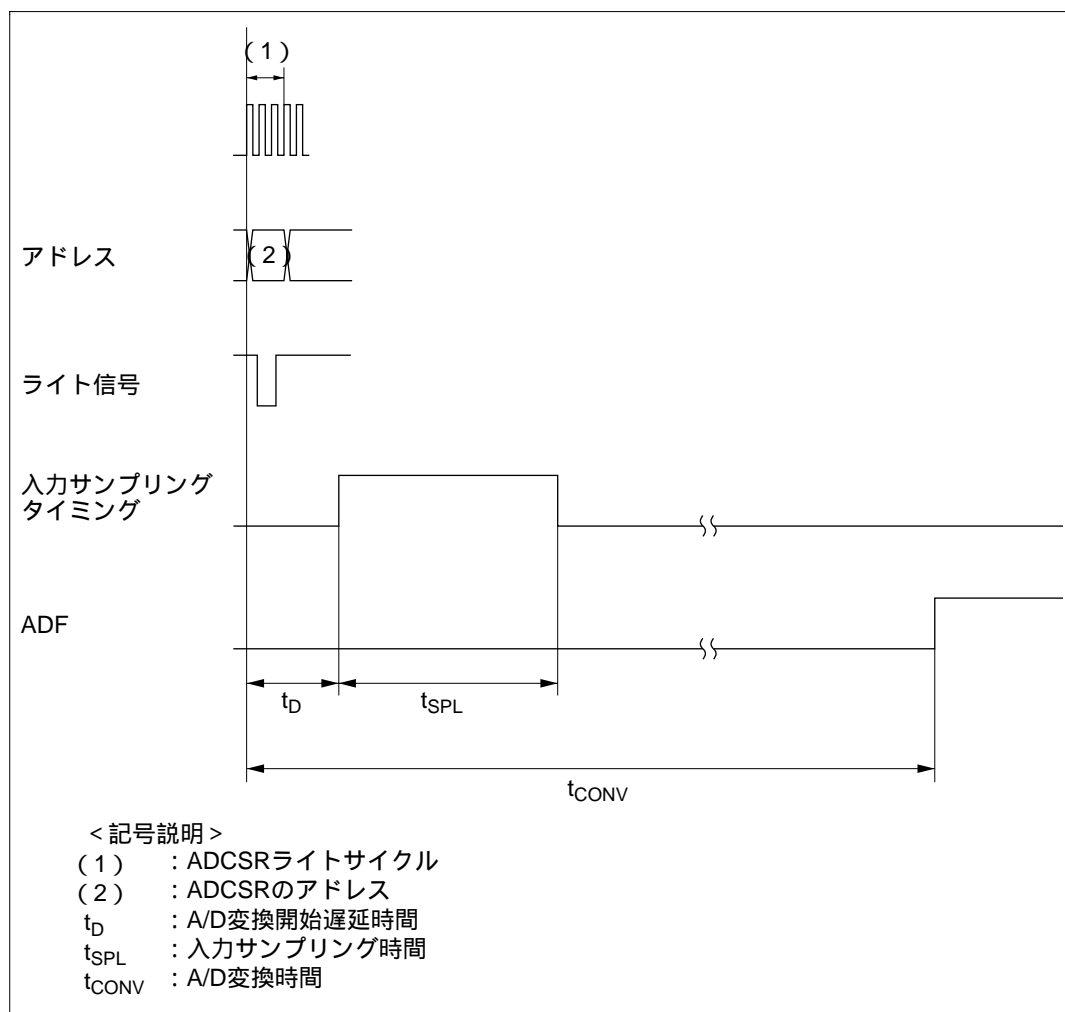 (1)
アドレス
(2)
ライト信号
入力サンプリング
タイミング
ADF
tD
tSPL
tCONV
<記号説明>
(1) :ADCSRライトサイクル
(2) :ADCSRのアドレス
tD :A/D変換開始遅延時間
tSPL :入力サンプリング時間
tCONV :A/D変換時間